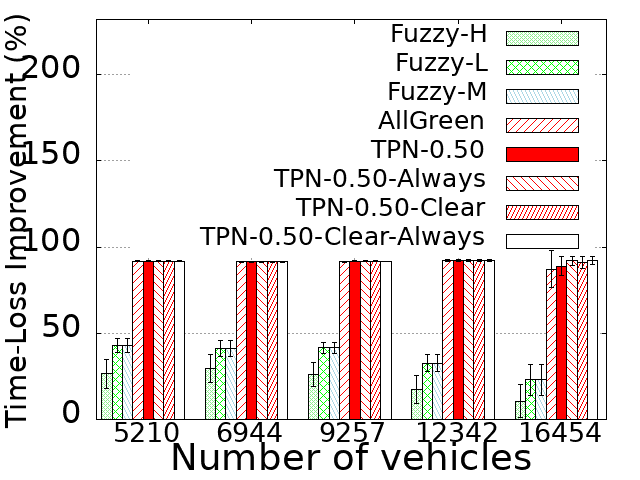 Time-Loss Improvement (%)
200
150
100
50
0
Fuzzy-H
Fuzzy-L
Fuzzy-M
AllGreen
TPN-0.50
TPN-0.50-Always
TPN-0.50-Clear
TPN-0.50-Clear-Always
5210 6944 9257 12342 16454
Number of vehicles